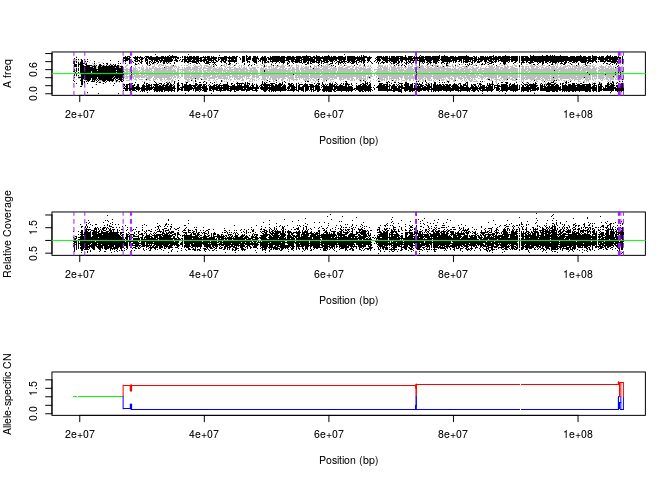 A freq
0.0 0.6
2e+07 4e+07 6e+07 8e+07 1e+08
Position (bp)
Relative Coverage
0.5 1.5
2e+07 4e+07 6e+07 8e+07 1e+08
Position (bp)
Allele-specific CN
0.0 1.5
2e+07 4e+07 6e+07 8e+07 1e+08
Position (bp)